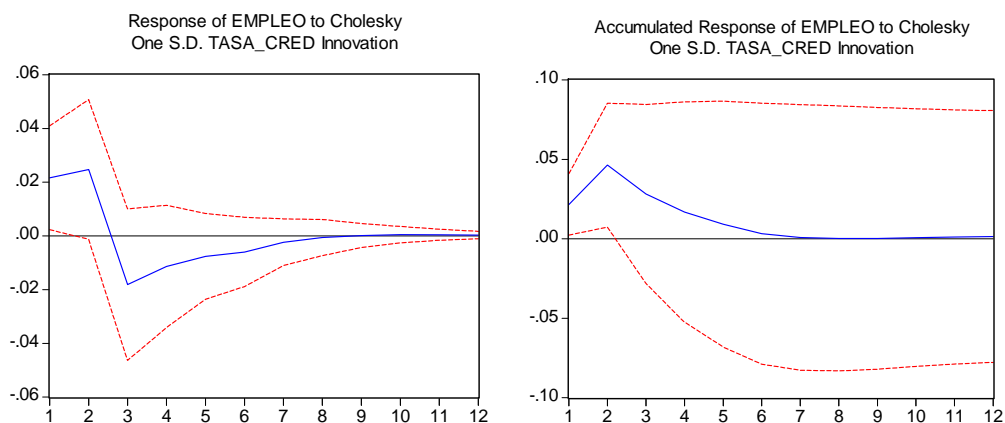 Response of EMPLEO to Cholesky
One S.D. TASA_CRED Innovation
.06
.04
.02
.00
-.02
-.04
-.06
1 2 3 4 5 6 7 8 9 10 11 12
Accumulated Response of EMPLEO to Cholesky
One S.D. TASA_CRED Innovation
.10
.05
.00
-.05
-.10
1 2 3 4 5 6 7 8 9 10 11 12